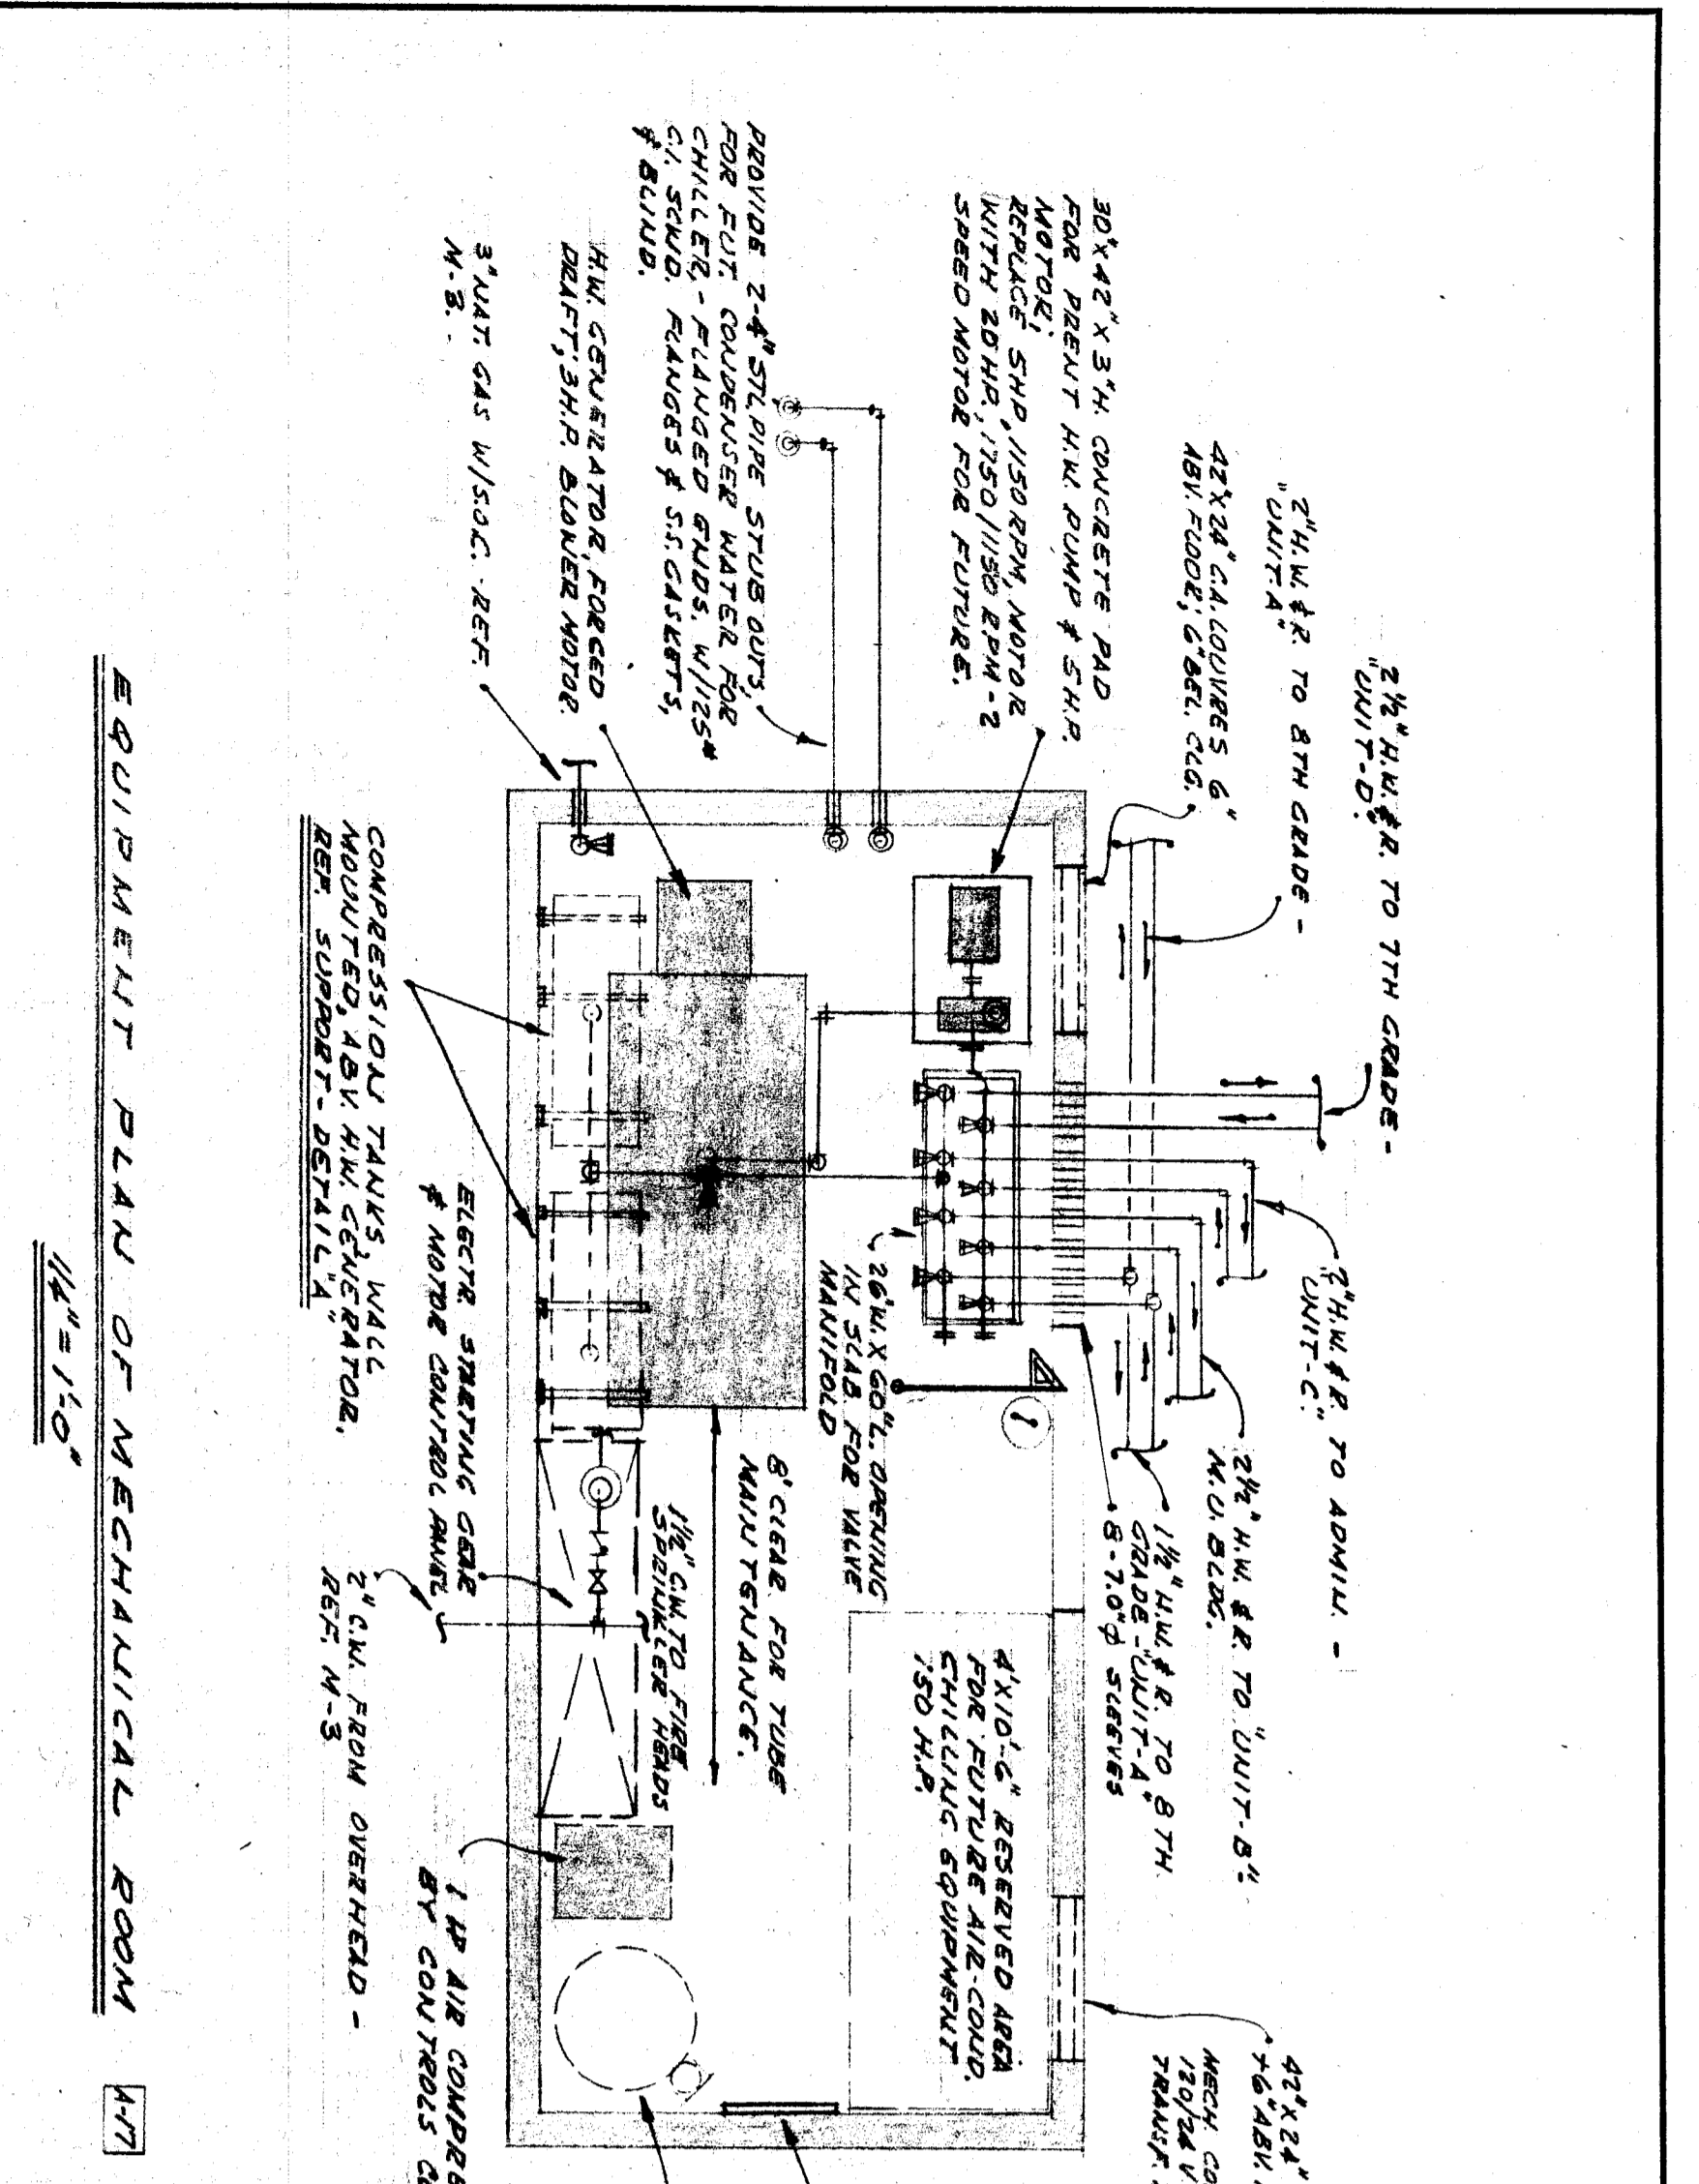 2½" H.W. & R. TO 7TH GRADE -
"UNIT-D".
2" H.W. & R. TO 8TH GRADE -
"UNIT-A"
42"X24" C.A. LOUVRES 6"
ABV. FLOOR; 6" BEL. CLG.
30"X42"X3"H. CONCRETE PAD
FOR PRENT H.W. PUMP & 5 H.P.
MOTOR;
REPLACE 5HP, 1150 RPM, MOTOR
WITH 20HP, 1750/1150 RPM-2
SPEED MOTOR FOR FUTURE.
PROVIDE 2-4" STL PIPE STUB OUTS,
FOR FUT. CONDENSER WATER FOR
CHILLER, - FLANGED ENDS. W/125#
C.I. SCWD. FLANGES & S.S. GASKETS,
& BLIND.
H.W. GENERATOR, FORCED
DRAFT, 3H.P. BLOWER MOTOR.
3" NAT. GAS W/S.O.C. REF.
M-3.
2" H.W. & R. TO ADMIN. -
"UNIT-C".
2½" H.W. & R. TO "UNIT-B"
M.U. BLDG.
1½" H.W. & R. TO 8TH
GRADE-"UNIT-A"
8-7.0"Φ SLEEVES
1
26"W. X 60"L. OPENING
IN SLAB FOR VALVE
MANIFOLD
8' CLEAR FOR TUBE
MAINTENANCE.
1½" C.W. TO FIRE
SPRINKLER HEADS
4'X10'-6" RESERVED AREA
FOR FUTURE AIR-COND.
CHILLING EQUIPMENT
150 H.P.
ELECTR. STARTING GEAR
& MOTOR CONTROL PANEL
COMPRESSION TANKS, WALL
MOUNTED, ABV. H.W. GENERATOR.
REF. SUPPORT-DETAIL "A"
2" C.W. FROM OVERHEAD -
REF. M-3
1 HP AIR COMPRE
BY CONTROLS
42"X24"
+6" ABV.
MECH CO
120/24 V
TRANSF.
EQUIPMENT PLAN OF MECHANICAL ROOM
1/4"=1'-0"